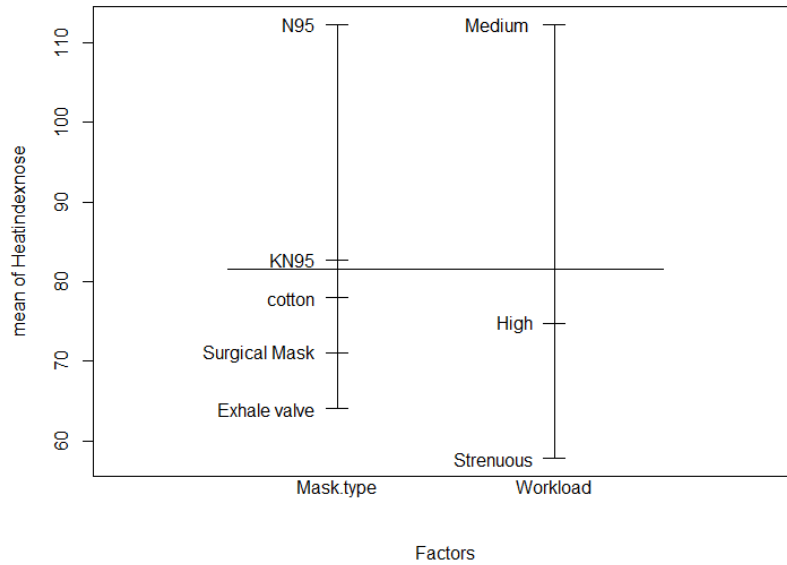 mean of Heatindexnose
110
100
90
80
70
60
N95
KN95
cotton
Surgical Mask
Exhale valve
Medium
High
Strenuous
Mask.type
Workload
Factors